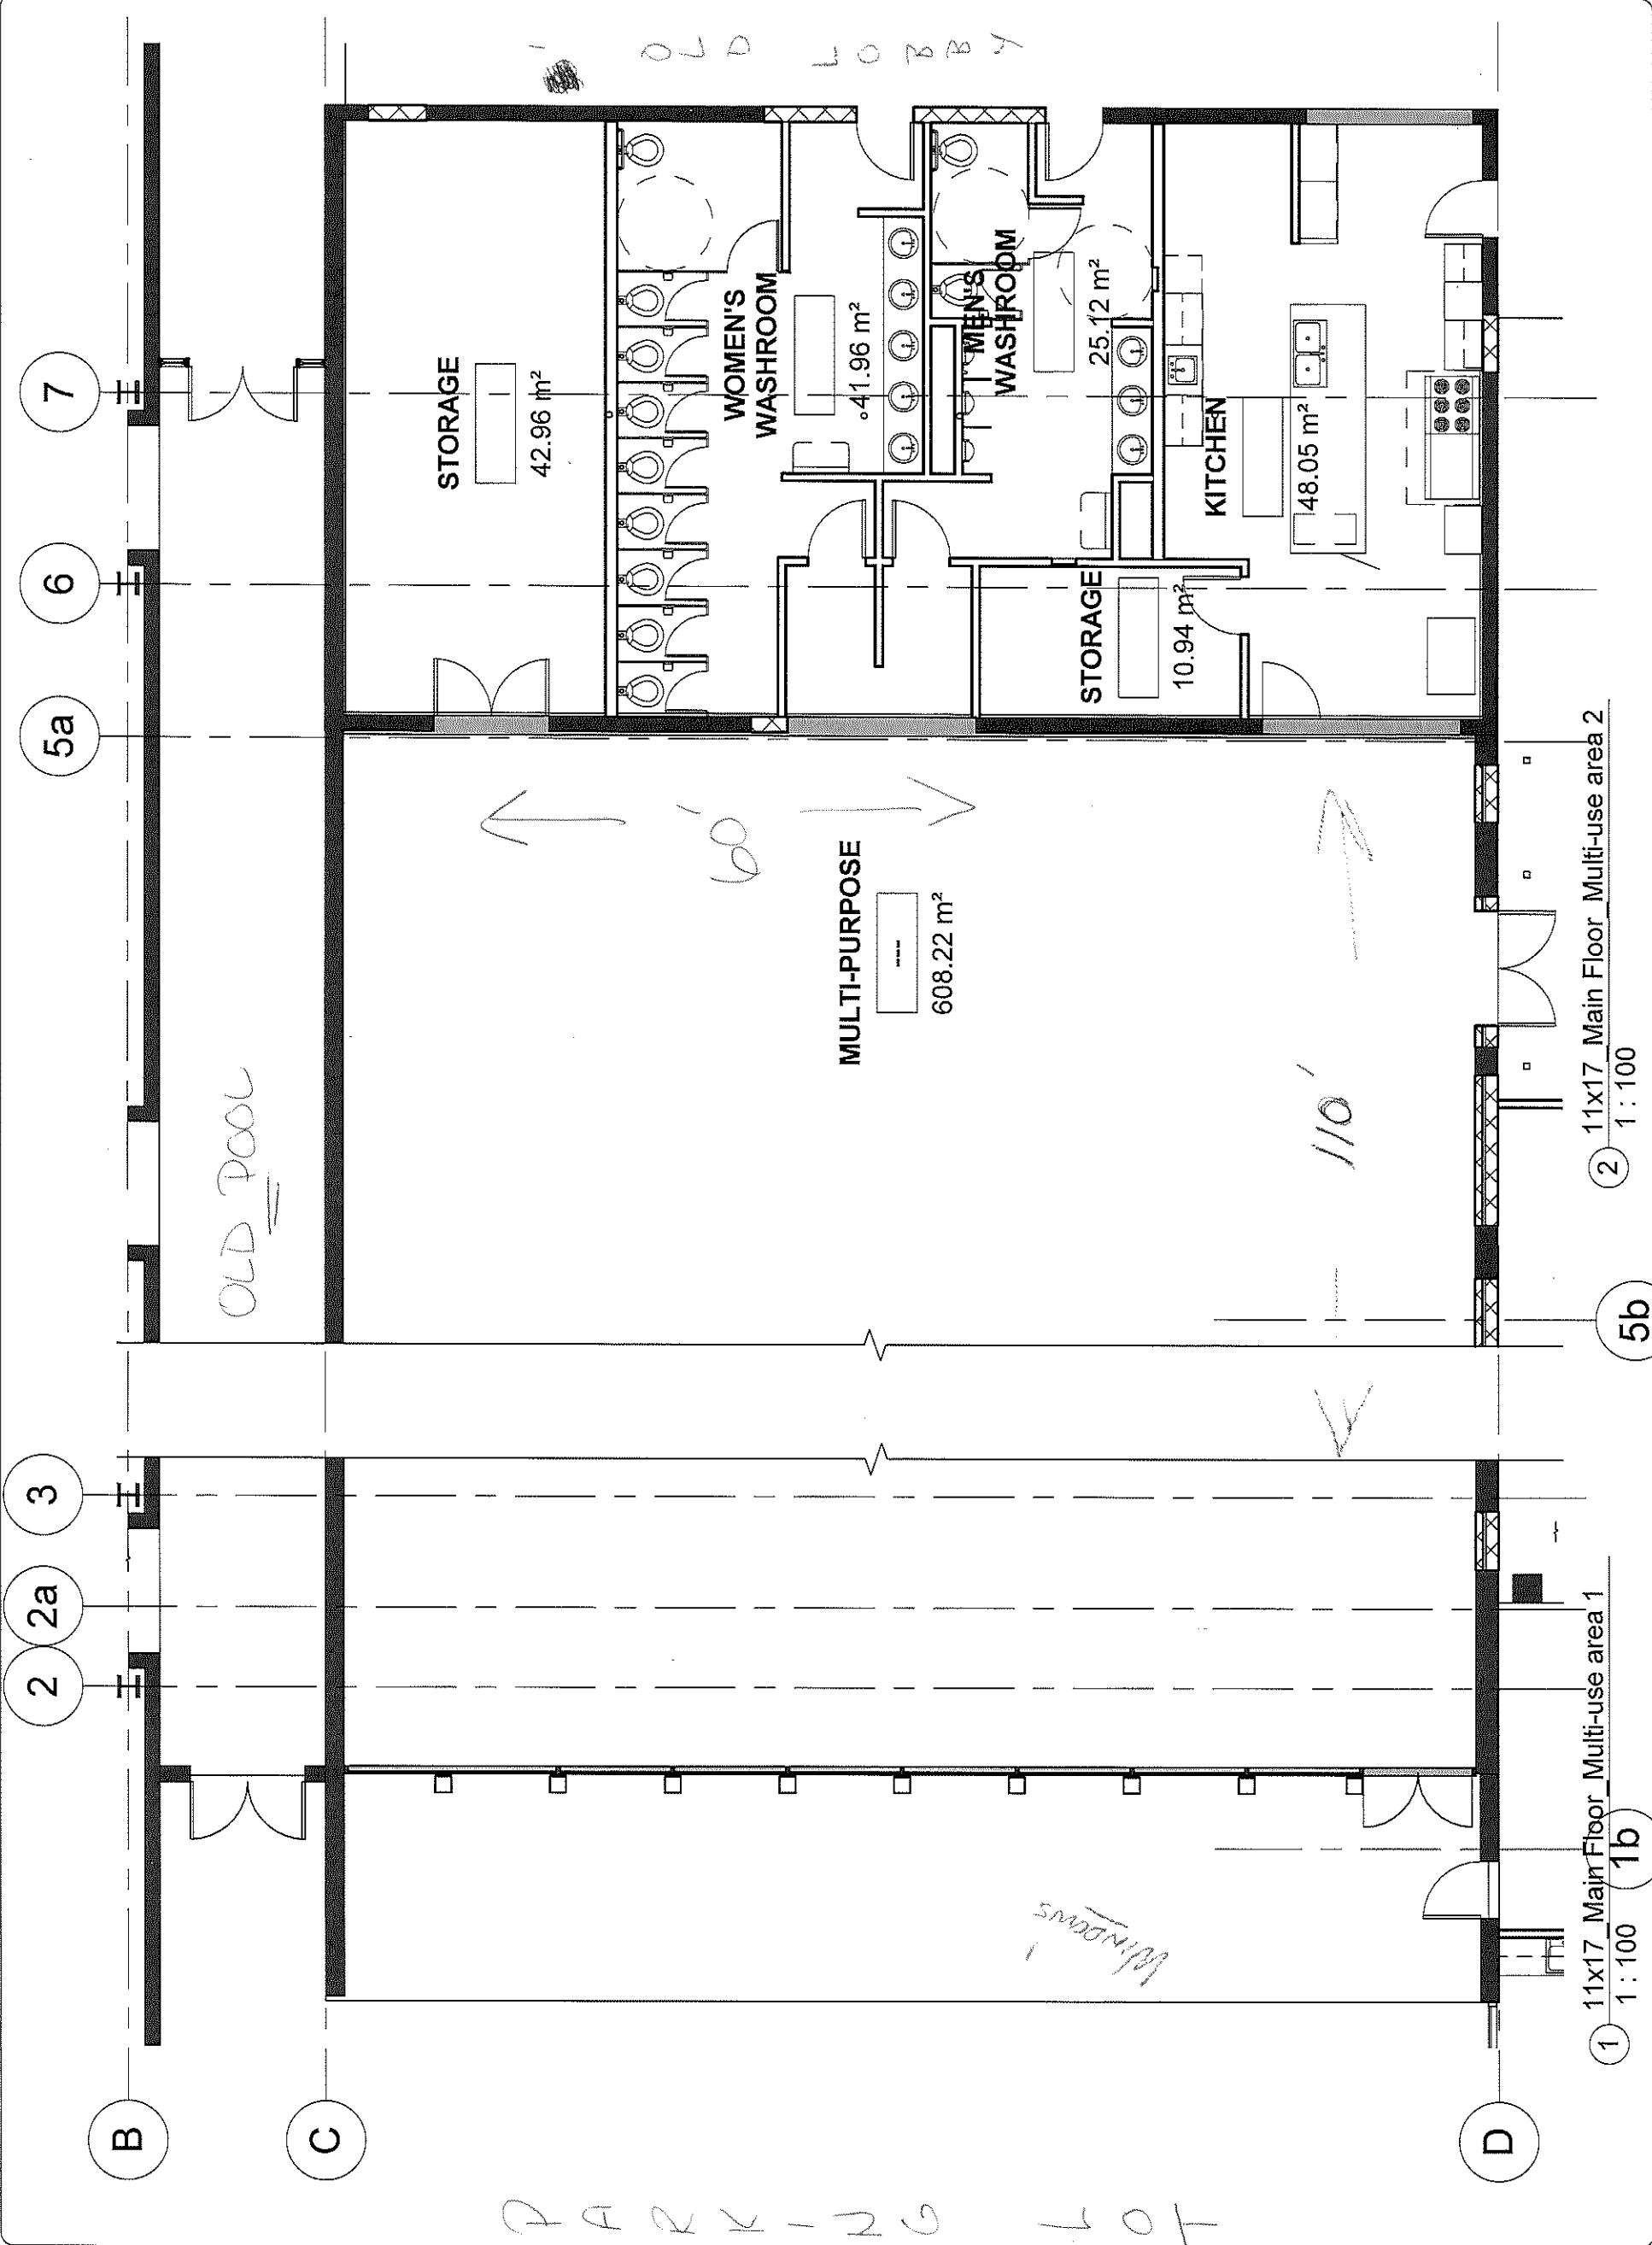 B
C
D
2
2a
3
5a
6
7
1b
5b
OLD POOL
OLD LOBBY
PARKING LOT
WINDOWS
60'
110'
STORAGE
42.96 m²
WOMEN'S
WASHROOM
41.96 m²
MEN'S
WASHROOM
25.12 m²
STORAGE
10.94 m²
KITCHEN
48.05 m²
MULTI-PURPOSE
---
608.22 m²
1
11x17_Main Floor_Multi-use area 1
1 : 100
2
11x17_Main Floor_Multi-use area 2
1 : 100